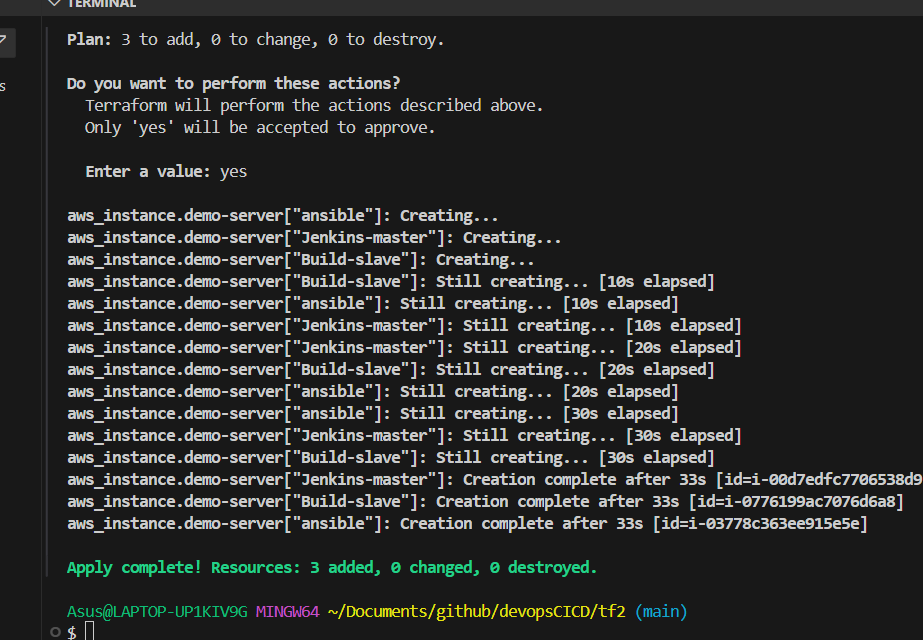 TERMINAL
Plan: 3 to add, 0 to change, 0 to destroy.
Do you want to perform these actions?
Terraform will perform the actions described above.
Only 'yes' will be accepted to approve.
Enter a value: yes
aws_instance.demo-server["ansible"]: Creating...
aws_instance.demo-server["Jenkins-master"]: Creating...
aws_instance.demo-server["Build-slave"]: Creating...
aws_instance.demo-server["Build-slave"]: Still creating... [10s elapsed]
aws_instance.demo-server["ansible"]: Still creating... [10s elapsed]
aws_instance.demo-server["Jenkins-master"]: Still creating... [10s elapsed]
aws_instance.demo-server["Jenkins-master"]: Still creating... [20s elapsed]
aws_instance.demo-server["Build-slave"]: Still creating... [20s elapsed]
aws_instance.demo-server["ansible"]: Still creating... [20s elapsed]
aws_instance.demo-server["ansible"]: Still creating... [30s elapsed]
aws_instance.demo-server["Jenkins-master"]: Still creating... [30s elapsed]
aws_instance.demo-server["Build-slave"]: Still creating... [30s elapsed]
aws_instance.demo-server["Jenkins-master"]: Creation complete after 33s [id=i-00d7edfc7706538d9
aws_instance.demo-server["Build-slave"]: Creation complete after 33s [id=i-0776199ac7076d6a8]
aws_instance.demo-server["ansible"]: Creation complete after 33s [id=i-03778c363ee915e5e]
Apply complete! Resources: 3 added, 0 changed, 0 destroyed.
Asus@LAPTOP-UP1KIV9G MINGW64 ~/Documents/github/devopsCICD/tf2 (main)
$